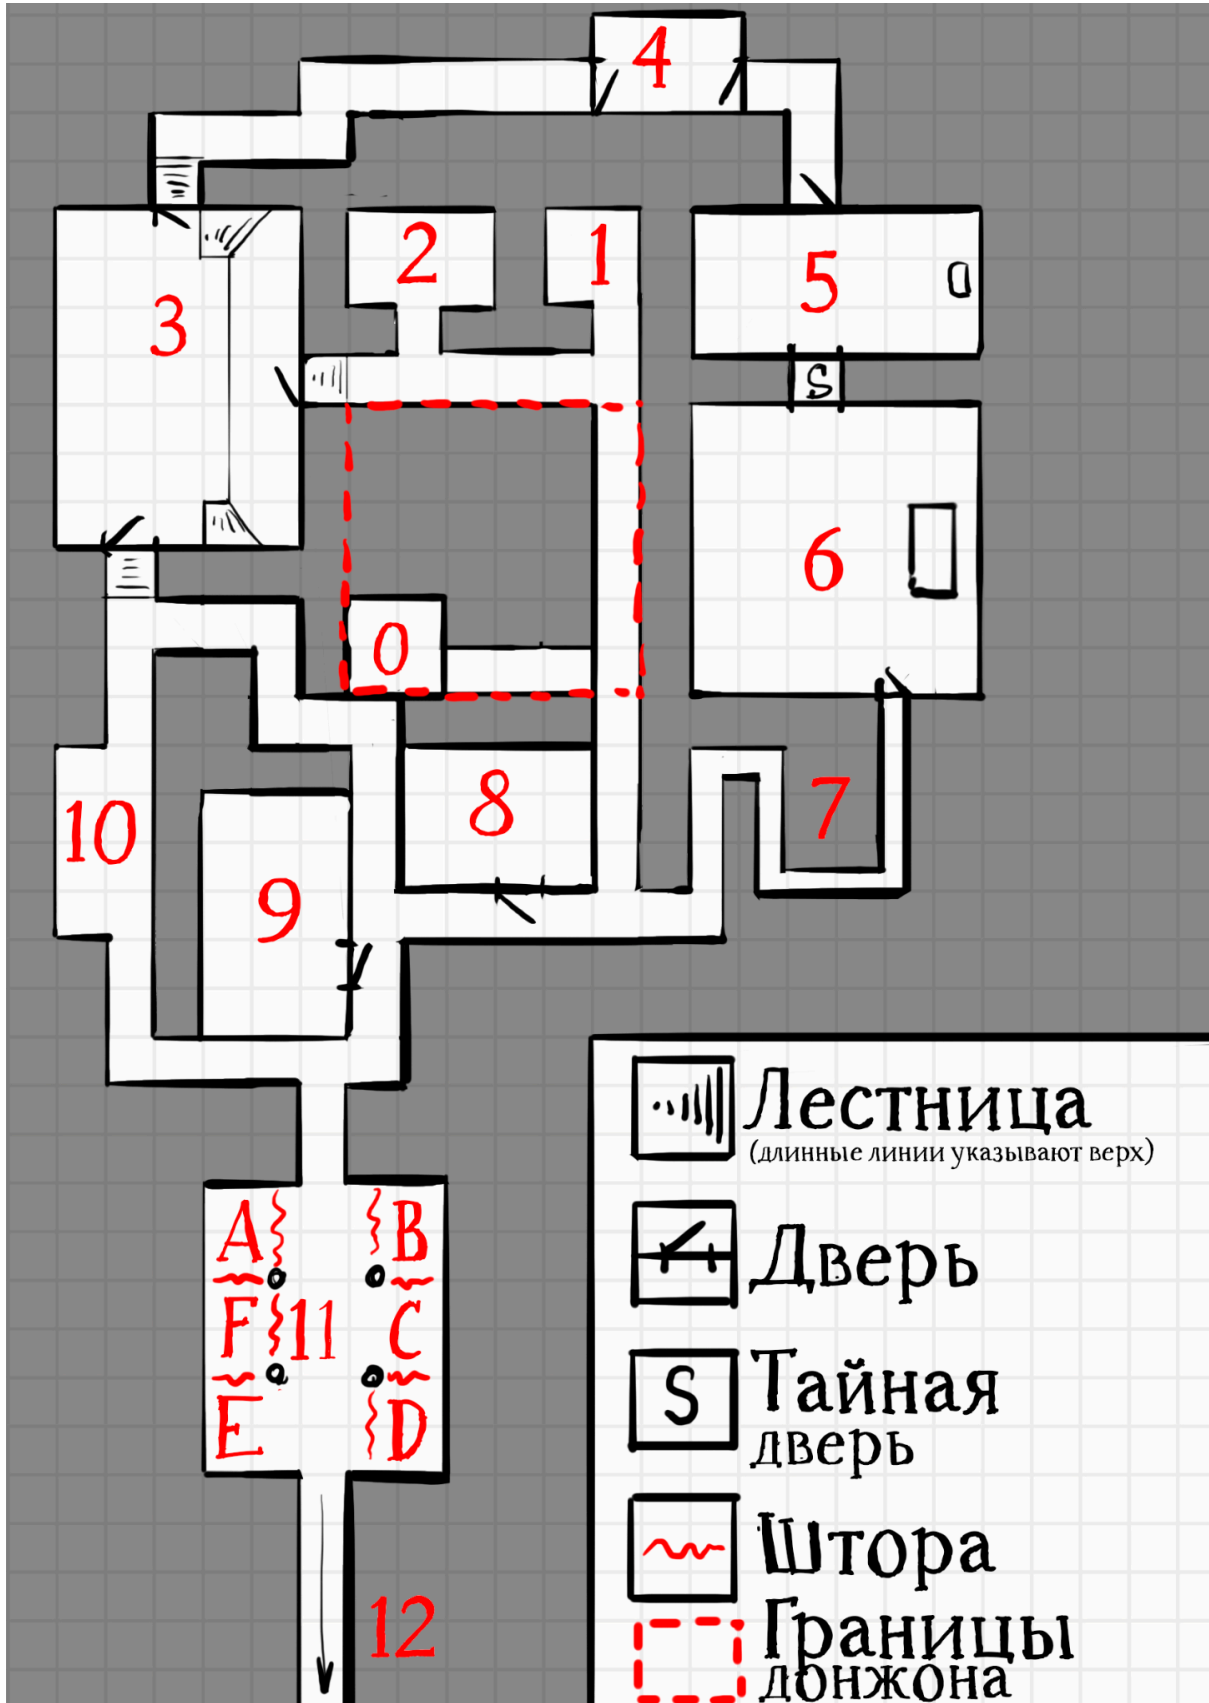 4
2
1
5
3
S
6
0
8
7
10
9
A
B
F
11
C
E
D
12
Лестница
(длинные линии указывают верх)
Дверь
S
Тайная
дверь
Штора
Границы
донжона